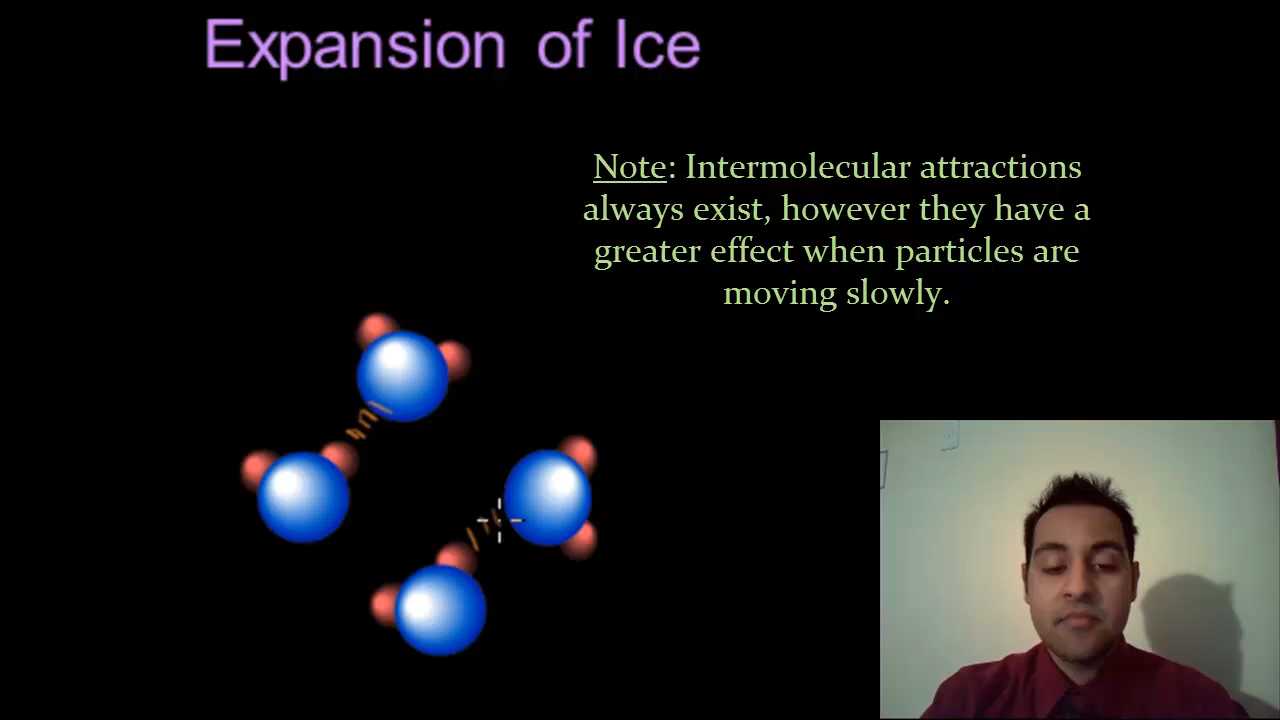 Expansion of Ice
Note: Intermolecular attractions
always exist, however they have a
greater effect when particles are
moving slowly.